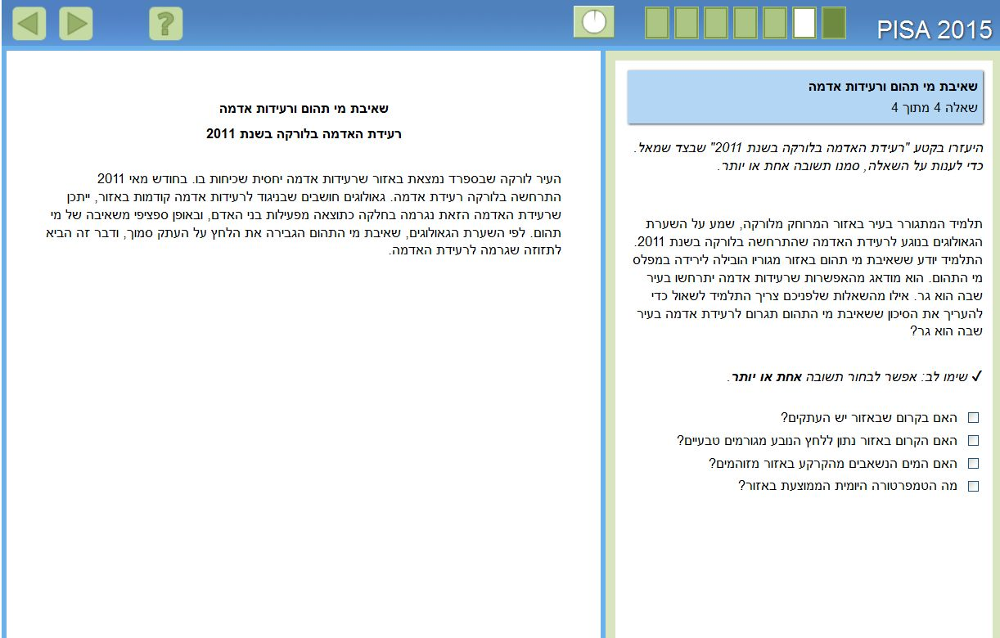 PISA 2015
שאיבת מי תהום ורעידות אדמה
שאלה 4 מתוך 4
היעזרו בקטע "רעידת האדמה בלורקה בשנת 2011" שבצד שמאל.
כדי לענות על השאלה, סמנו תשובה אחת או יותר.
תלמיד המתגורר בעיר באזור המרוחק מלורקה, שמע על השערת
הגאולוגים בנוגע לרעידת האדמה שהתרחשה בלורקה בשנת 2011.
התלמיד יודע ששאיבת מי תהום באזור מגוריו הובילה לירידה במפלס
מי התהום. הוא מודאג מהאפשרות שרעידות אדמה יתרחשו בעיר
שבה הוא גר. אילו מהשאלות שלפניכם צריך התלמיד לשאול כדי
להעריך את הסיכון ששאיבת מי התהום תגרום לרעידת אדמה בעיר
שבה הוא גר?
✓ שימו לב: אפשר לבחור תשובה אחת או יותר.
האם בקרום שבאזור יש העתקים?
האם הקרום באזור נתון ללחץ הנובע מגורמים טבעיים?
האם המים הנשאבים מהקרקע באזור מזוהמים?
מה הטמפרטורה היומית הממוצעת באזור?
שאיבת מי תהום ורעידות אדמה
רעידת האדמה בלורקה בשנת 2011
העיר לורקה שבספרד נמצאת באזור שרעידות אדמה יחסית שכיחות בו. בחודש מאי 2011
התרחשה בלורקה רעידת אדמה. גאולוגים חושבים שבניגוד לרעידות אדמה קודמות באזור, ייתכן
שרעידת האדמה הזאת נגרמה בחלקה כתוצאה מפעילות בני האדם, ובאופן ספציפי משאיבה של מי
תהום. לפי השערת הגאולוגים, שאיבת מי התהום הגבירה את הלחץ על העתק סמוך, ודבר זה הביא
לתזוזה שגרמה לרעידת האדמה.